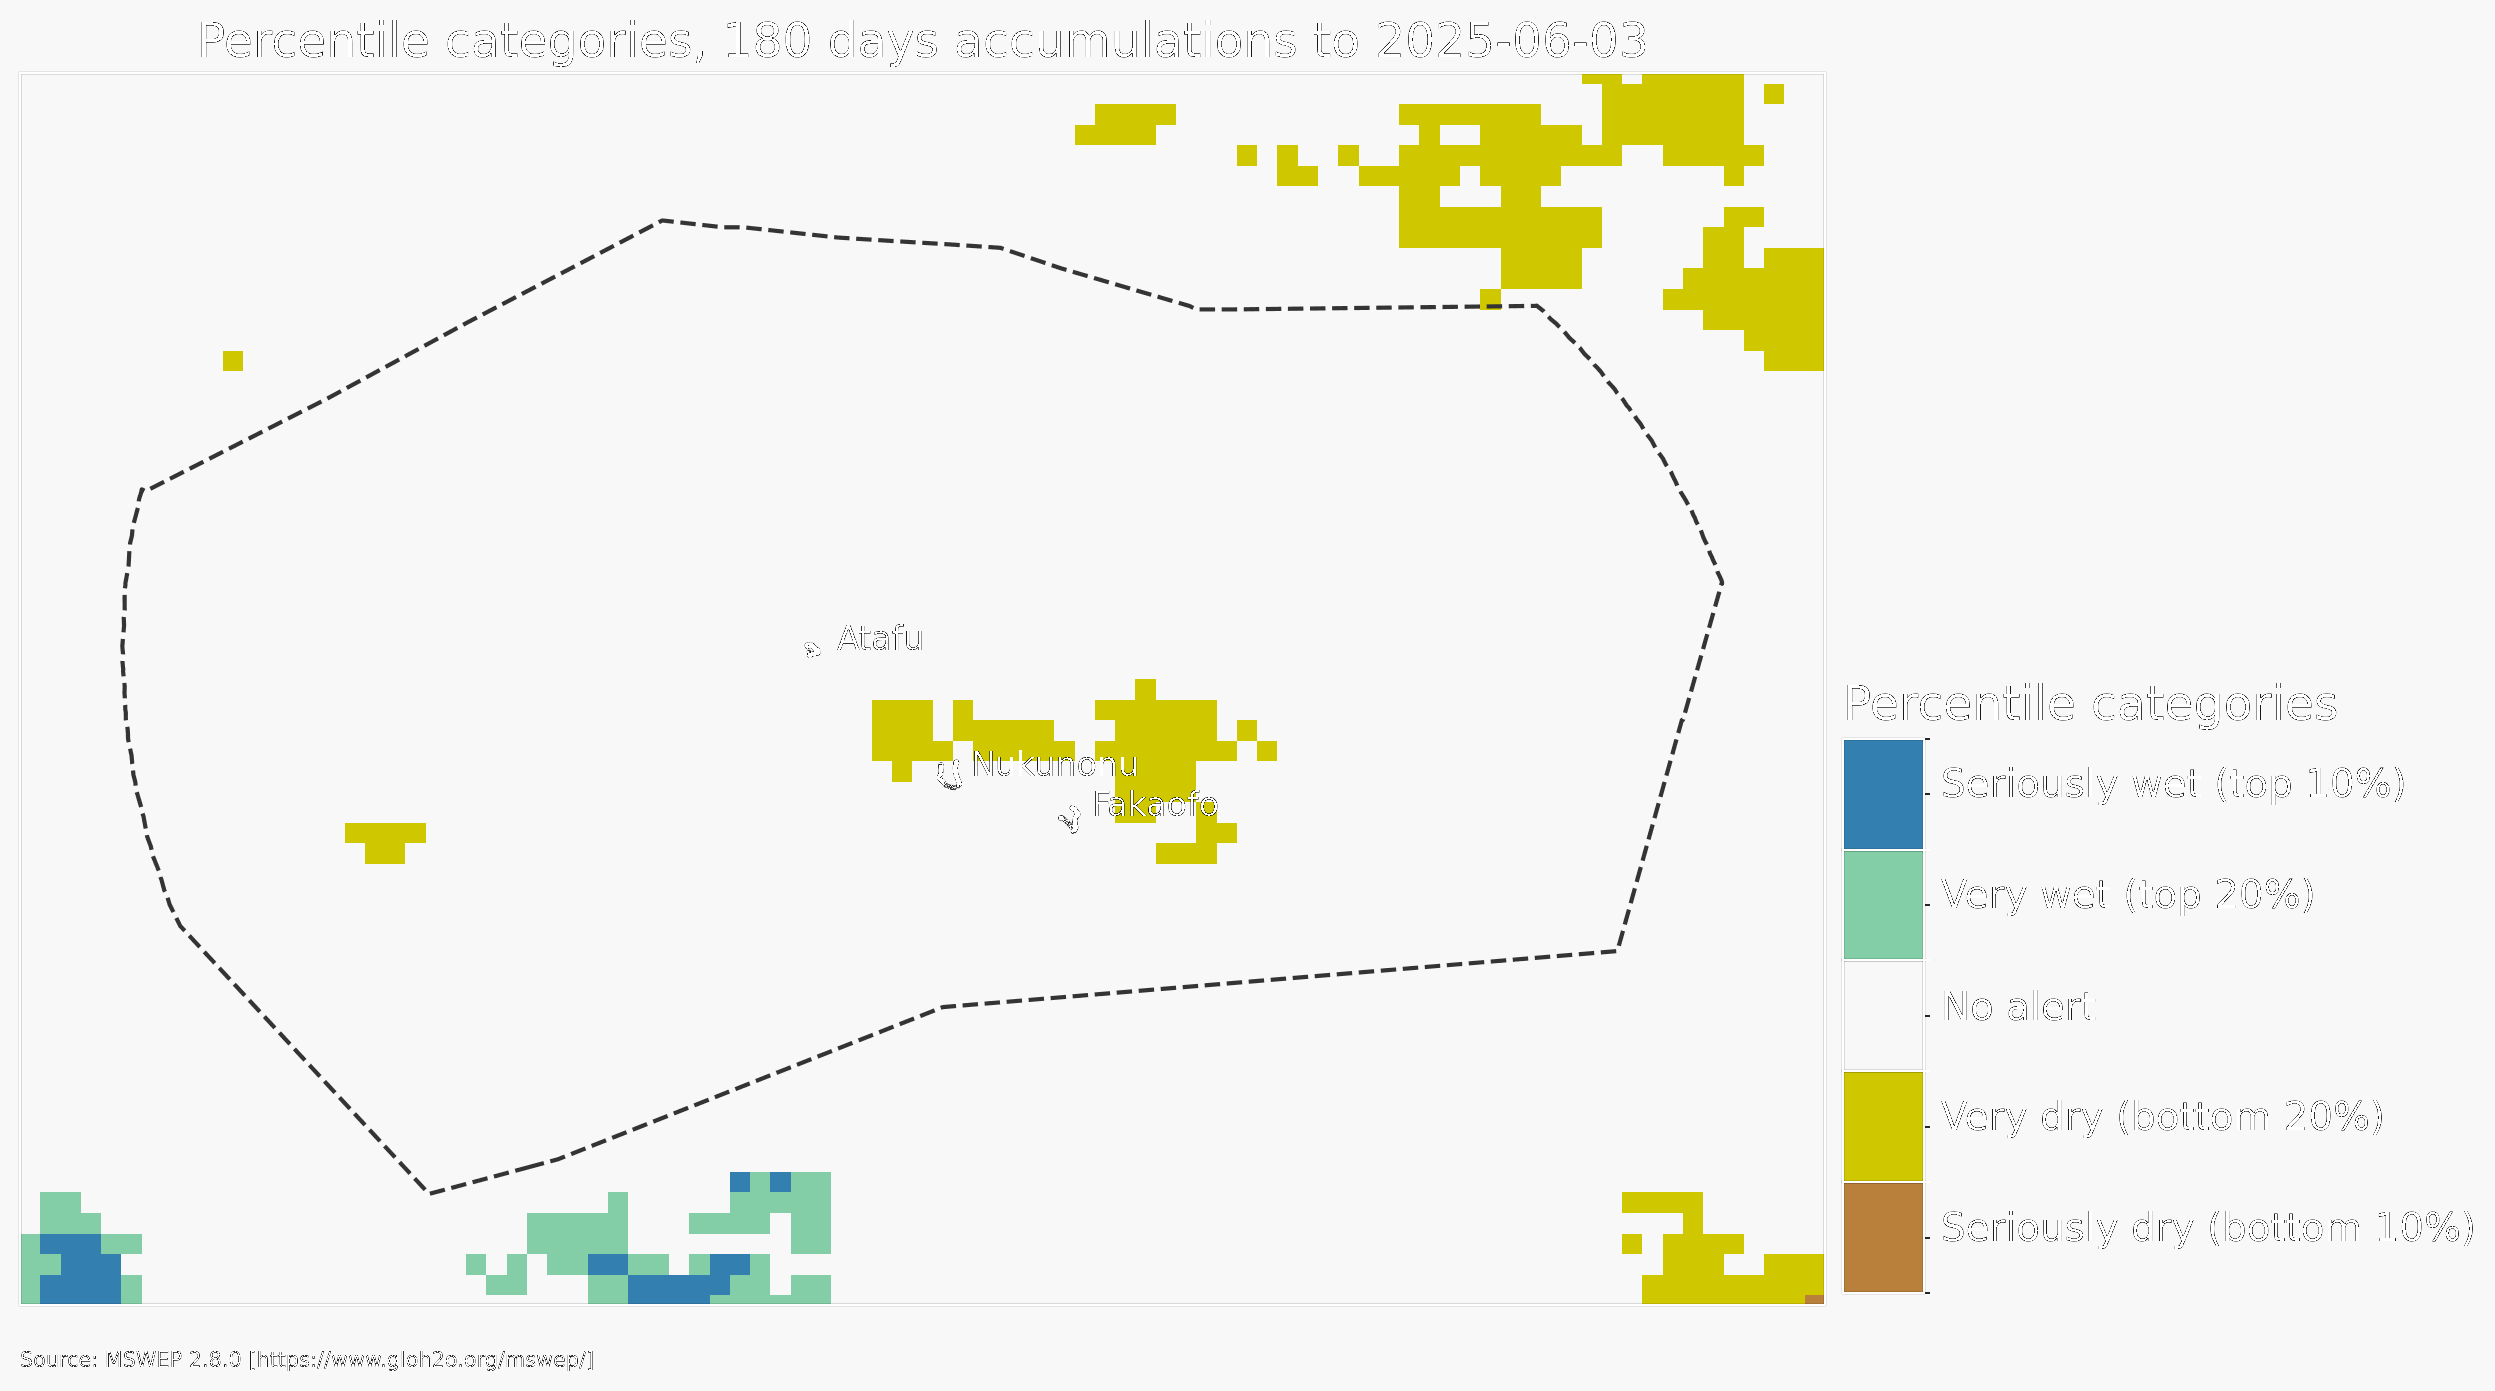 Percentile categories, 180 days accumulations to 2025-06-03
Atafu
Nukunonu
Fakaofo
Percentile categories
Seriously wet (top 10%)
Very wet (top 20%)
No alert
Very dry (bottom 20%)
Seriously dry (bottom 10%)
Source: MSWEP 2.8.0 [https://www.gloh2o.org/mswep/]